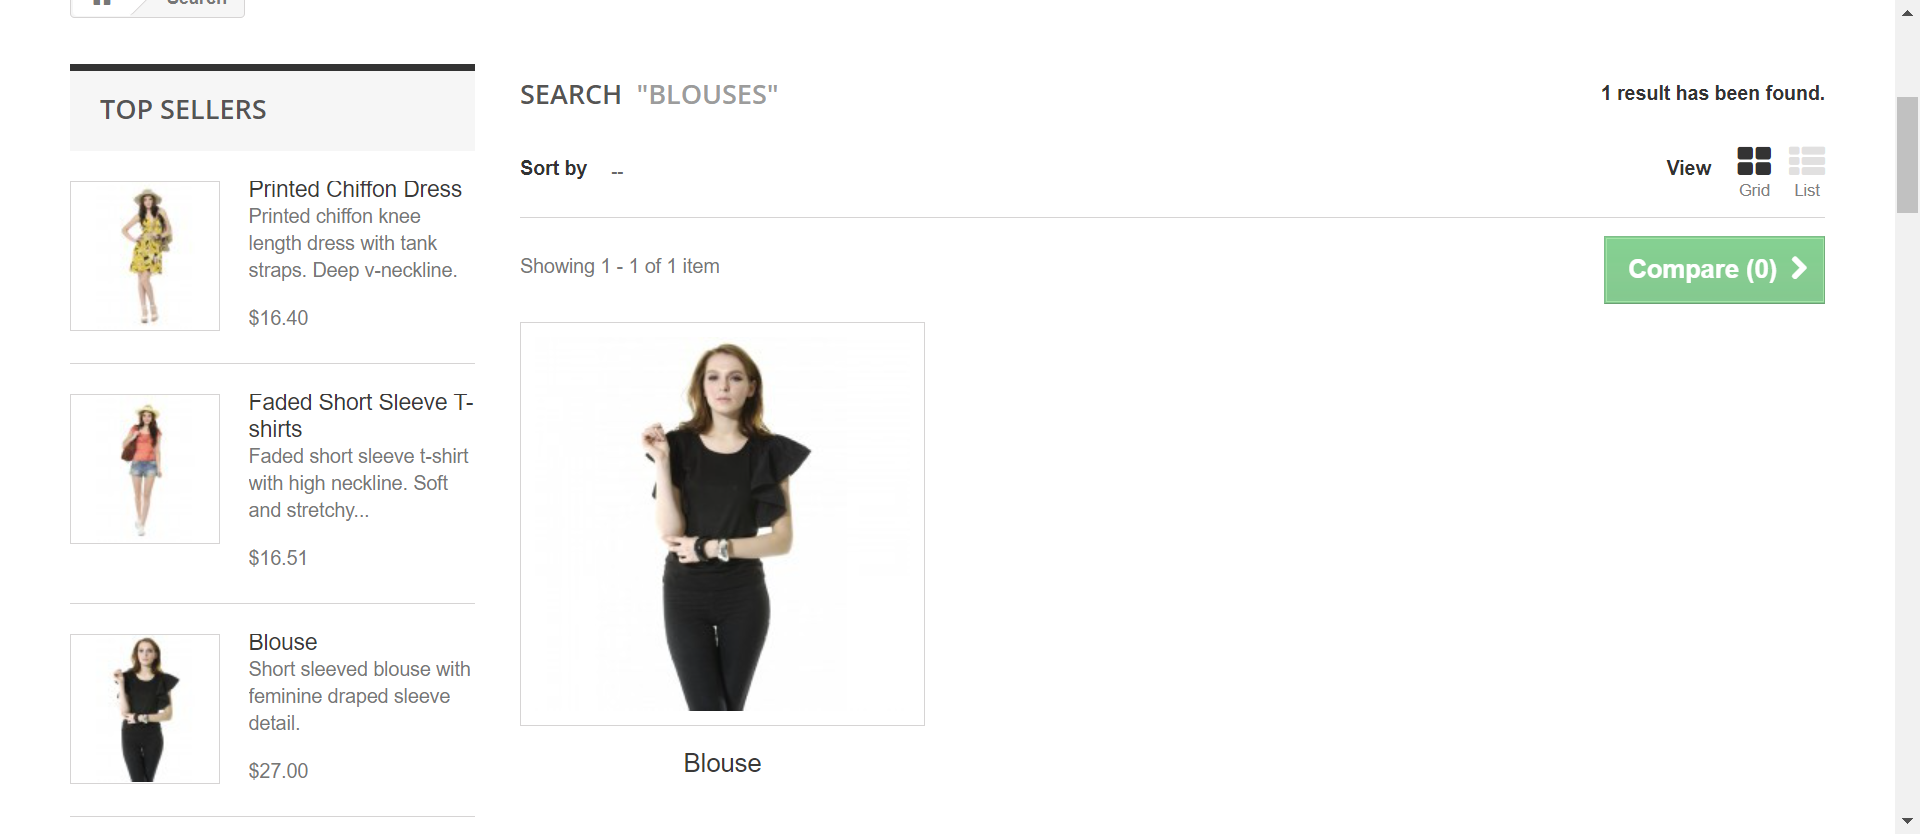 Search
TOP SELLERS
Printed Chiffon Dress
Printed chiffon knee
length dress with tank
straps. Deep v-neckline.
$16.40
Faded Short Sleeve T-
shirts
Faded short sleeve t-shirt
with high neckline. Soft
and stretchy...
$16.51
Blouse
Short sleeved blouse with
feminine draped sleeve
detail.
$27.00
SEARCH "BLOUSES"
1 result has been found.
Sort by --
View
Grid
List
Showing 1 - 1 of 1 item
Compare (0)
Blouse